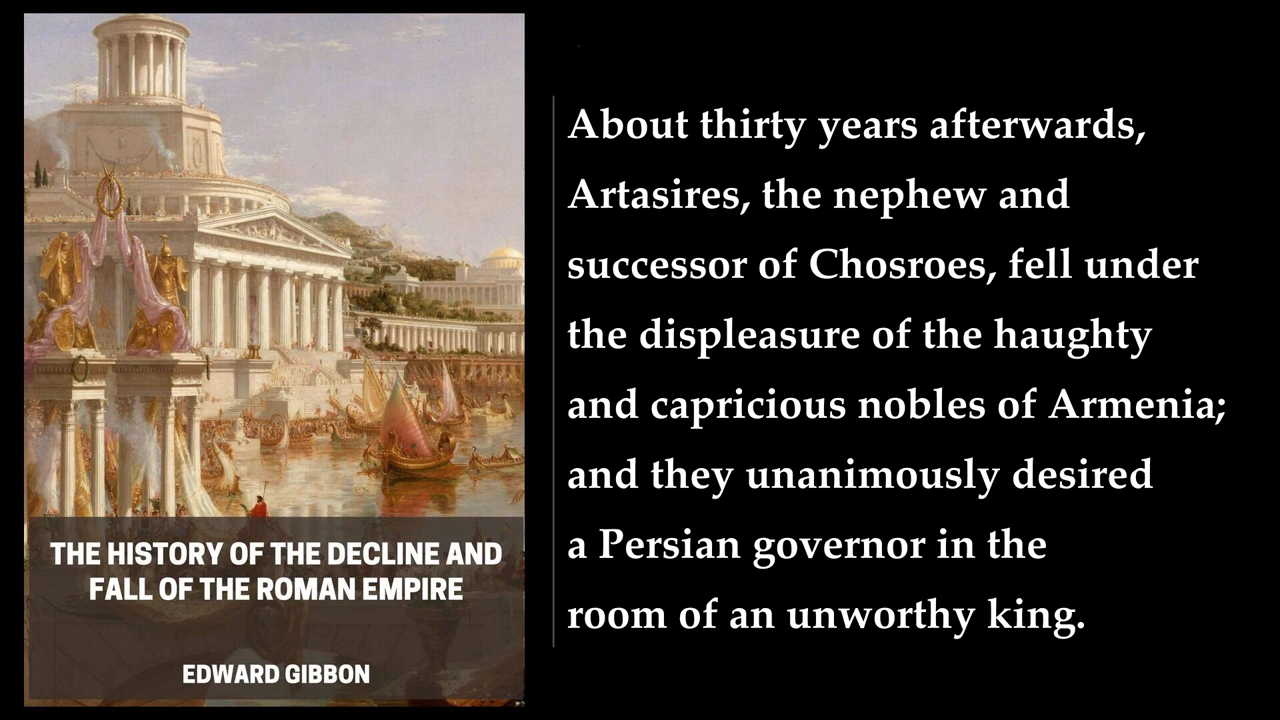 THE HISTORY OF THE DECLINE AND
FALL OF THE ROMAN EMPIRE
EDWARD GIBBON
About thirty years afterwards,
Artasires, the nephew and
successor of Chosroes, fell under
the displeasure of the haughty
and capricious nobles of Armenia;
and they unanimously desired
a Persian governor in the
room of an unworthy king.